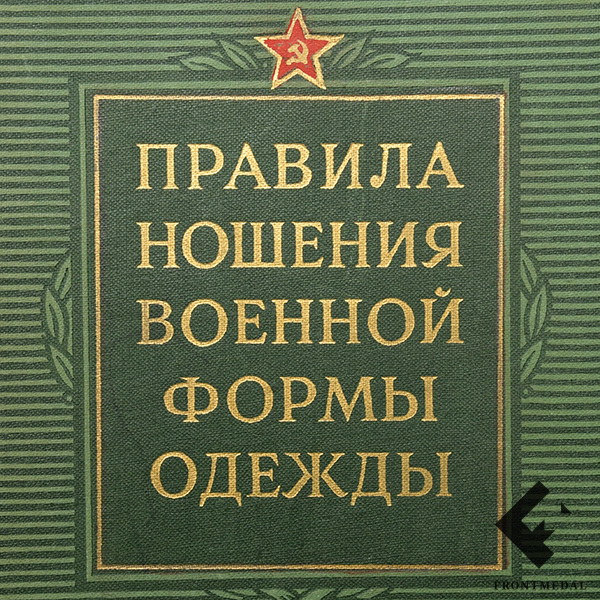 ПРАВИЛА
НОШЕНИЯ
ВОЕННОЙ
ФОРМЫ
ОДЕЖДЫ
FRONTMEDAL